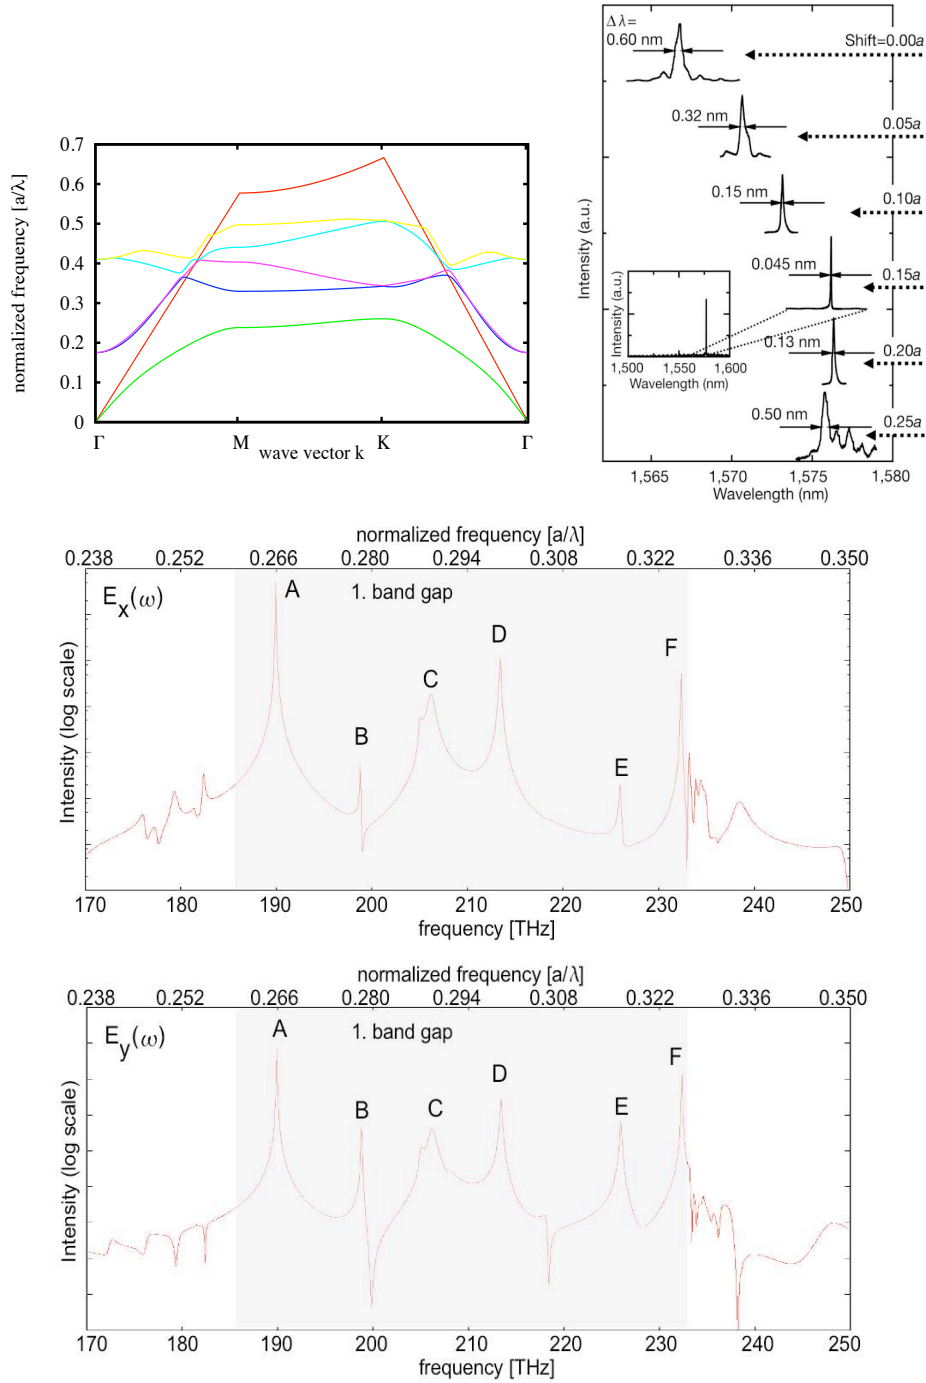 0.7
0.6
0.5
0.4
0.3
0.2
0.1
0
normalized frequency [a/λ]
Γ M K Γ
wave vector k
Δλ=
0.60 nm
Shift=0.00a
0.32 nm
0.05a
0.15 nm
0.10a
0.045 nm
0.15a
0.13 nm
0.20a
0.50 nm
0.25a
Intensity (a.u.)
Intensity (a.u.)
1,500 1,550 1,600
Wavelength (nm)
1,565 1,570 1,575 1,580
Wavelength (nm)
normalized frequency [a/λ]
0.238 0.252 0.266 0.280 0.294 0.308 0.322 0.336 0.350
Ex(ω)
A
1. band gap
B
C
D
E
F
Intensity (log scale)
170 180 190 200 210 220 230 240 250
frequency [THz]
normalized frequency [a/λ]
0.238 0.252 0.266 0.280 0.294 0.308 0.322 0.336 0.350
Ey(ω)
A
1. band gap
B
C
D
E
F
Intensity (log scale)
170 180 190 200 210 220 230 240 250
frequency [THz]